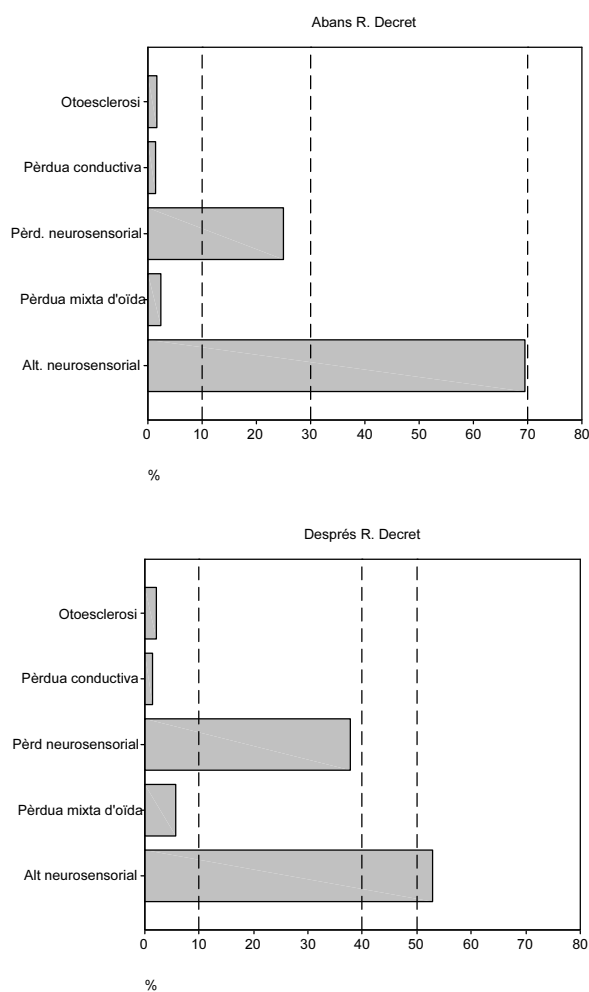 Abans R. Decret
Otoesclerosi
Pèrdua conductiva
Pèrd. neurosensorial
Pèrdua mixta d'oïda
Alt. neurosensorial
0 10 20 30 40 50 60 70 80
%
Després R. Decret
Otoesclerosi
Pèrdua conductiva
Pèrd neurosensorial
Pèrdua mixta d'oïda
Alt neurosensorial
0 10 20 30 40 50 60 70 80
%